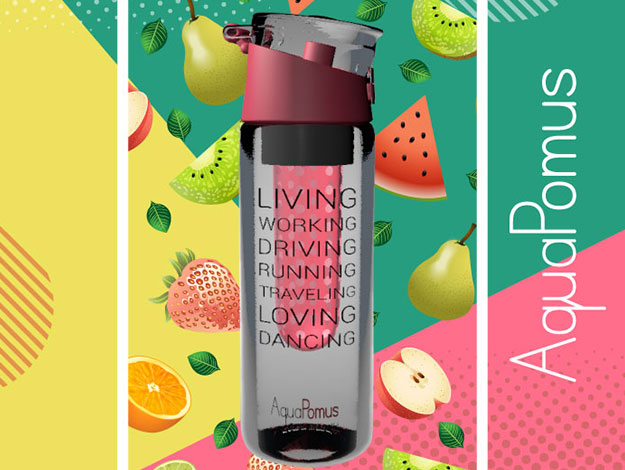 LIVING
WORKING
DRIVING
RUNNING
TRAVELING
LOVING
DANCING
AquaPomus
AquaPomus